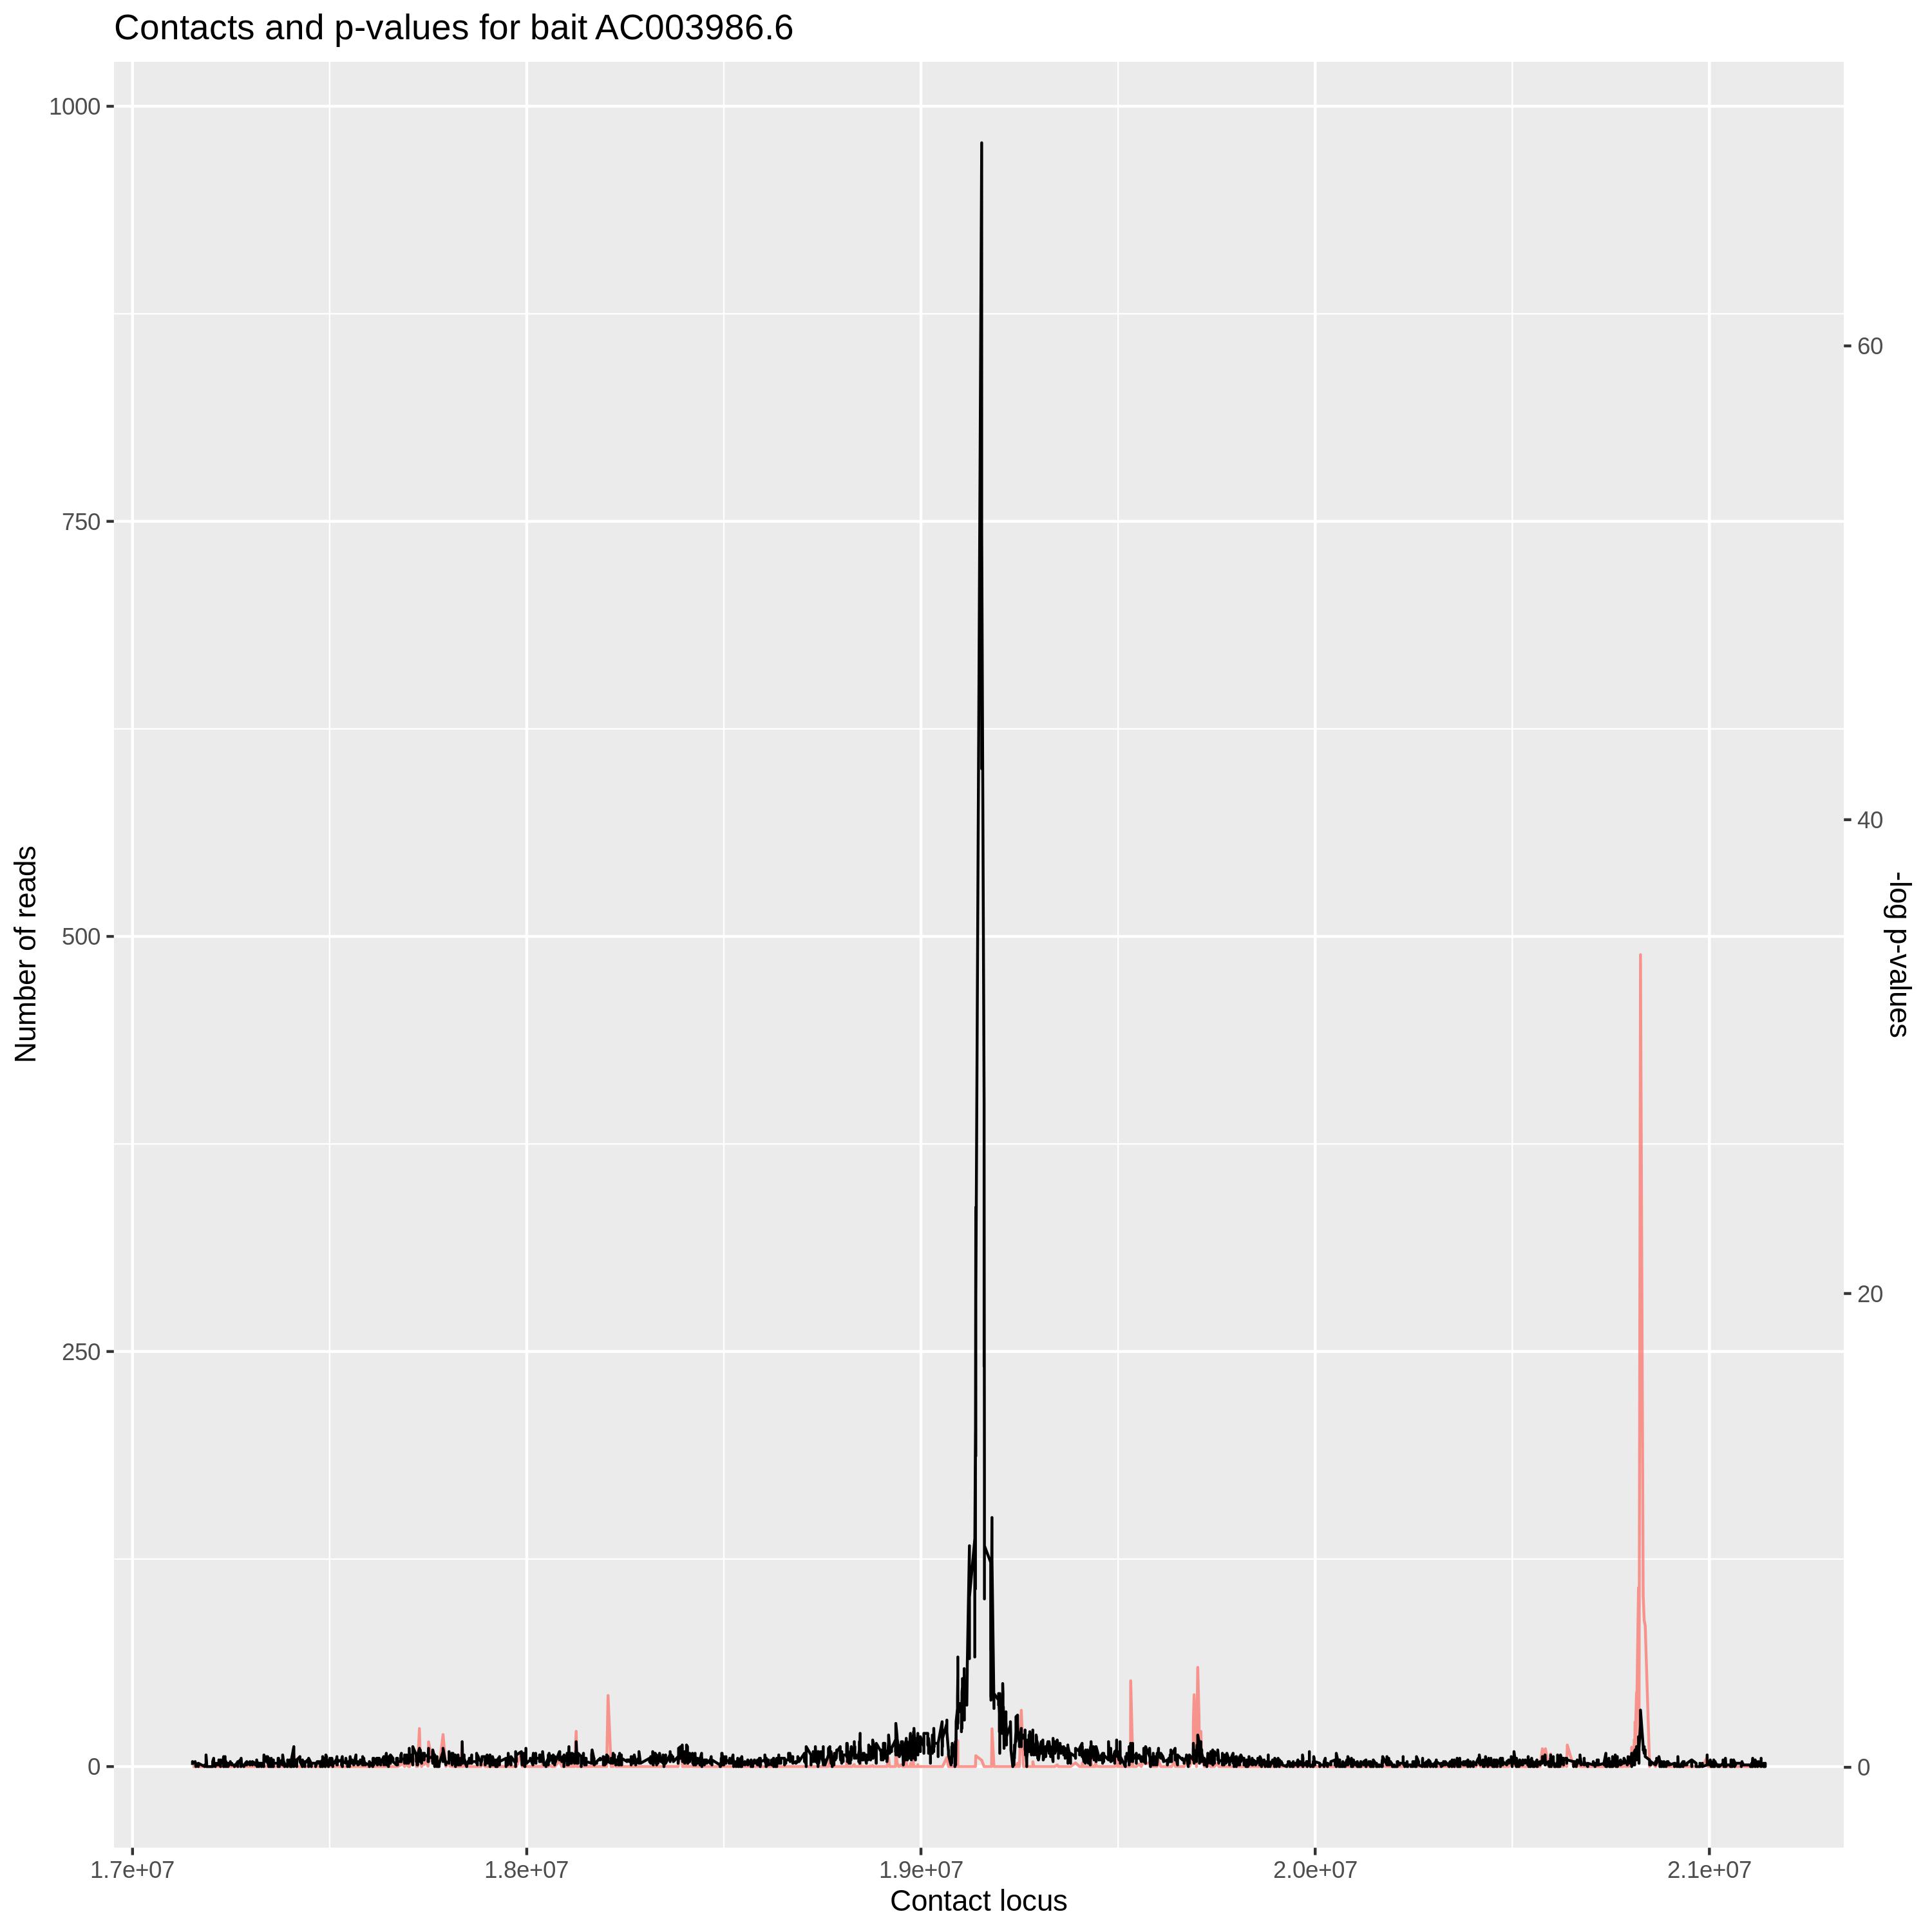 Contacts and p-values for bait AC003986.6
1000
750
500
250
0
Number of reads
60
40
20
0
-log p-values
1.7e+07
1.8e+07
1.9e+07
2.0e+07
2.1e+07
Contact locus